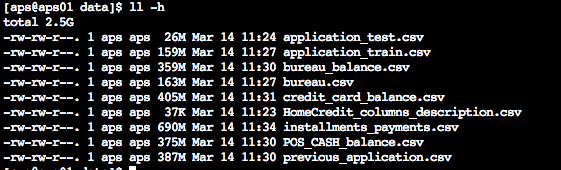 [aps@aps01 data]$ ll -h
total 2.5G
-rw-rw-r--. 1 aps aps  26M Mar 14 11:24 application_test.csv
-rw-rw-r--. 1 aps aps 159M Mar 14 11:27 application_train.csv
-rw-rw-r--. 1 aps aps 359M Mar 14 11:30 bureau_balance.csv
-rw-rw-r--. 1 aps aps 163M Mar 14 11:27 bureau.csv
-rw-rw-r--. 1 aps aps 405M Mar 14 11:31 credit_card_balance.csv
-rw-rw-r--. 1 aps aps  37K Mar 14 11:23 HomeCredit_columns_description.csv
-rw-rw-r--. 1 aps aps 690M Mar 14 11:34 installments_payments.csv
-rw-rw-r--. 1 aps aps 375M Mar 14 11:30 POS_CASH_balance.csv
-rw-rw-r--. 1 aps aps 387M Mar 14 11:30 previous_application.csv